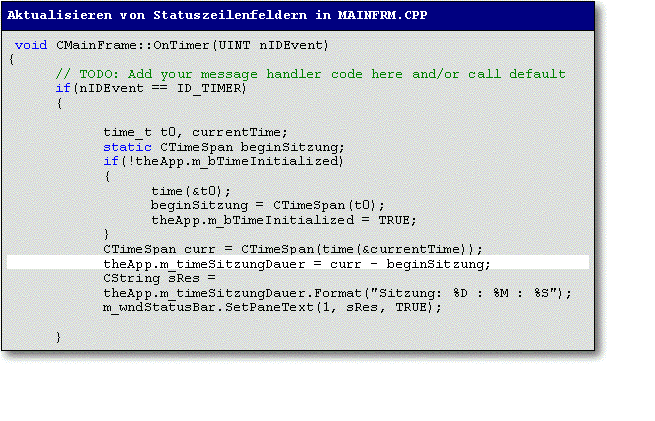 Aktualisieren von Statuszeilenfeldern in MAINFRM.CPP
void CMainFrame::OnTimer(UINT nIDEvent)
{
// TODO: Add your message handler code here and/or call default
if(nIDEvent == ID_TIMER)
{
time_t t0, currentTime;
static CTimeSpan beginSitzung;
if(!theApp.m_bTimeInitialized)
{
time(&t0);
beginSitzung = CTimeSpan(t0);
theApp.m_bTimeInitialized = TRUE;
}
CTimeSpan curr = CTimeSpan(time(&currentTime));
theApp.m_timeSitzungDauer = curr - beginSitzung;
CString sRes =
theApp.m_timeSitzungDauer.Format("Sitzung: %D : %M : %S");
m_wndStatusBar.SetPaneText(1, sRes, TRUE);
}